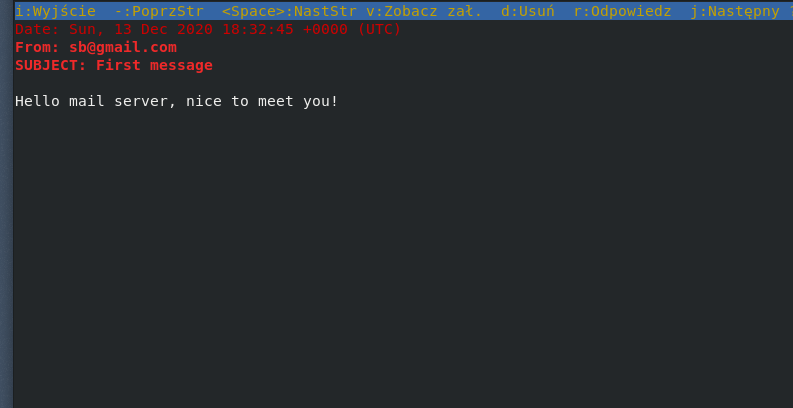 i:Wyjście  -:PoprzStr  <Space>:NastStr v:Zobacz zał.  d:Usuń  r:Odpowiedz  j:Następny ?
Date: Sun, 13 Dec 2020 18:32:45 +0000 (UTC)
From: sb@gmail.com
SUBJECT: First message
Hello mail server, nice to meet you!